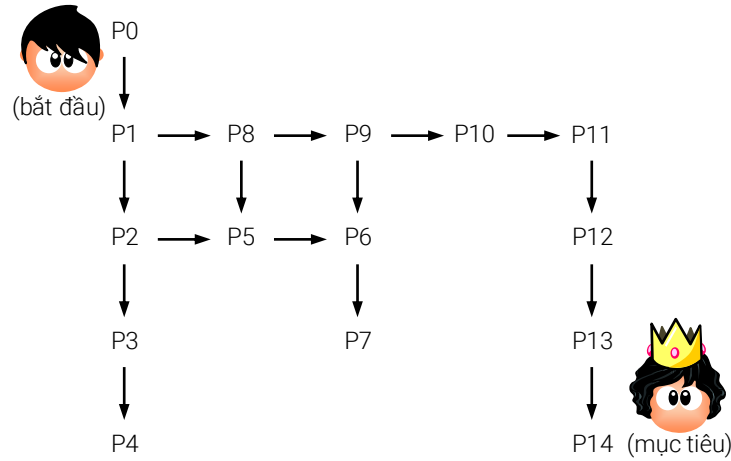 P0
(bắt đầu)
P1 P8 P9 P10 P11
P2 P5 P6 P12
P3 P7 P13
P4 P14 (mục tiêu)